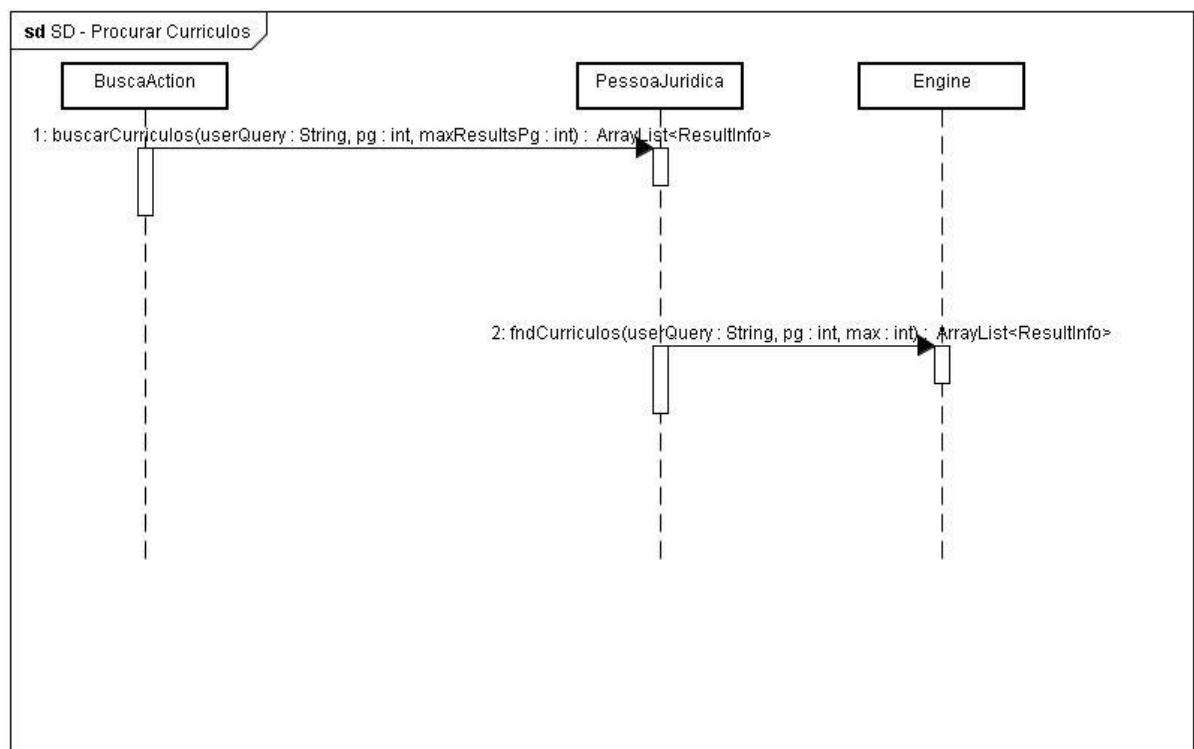 sd SD - Procurar Curriculos
BuscaAction
PessoaJuridica
Engine
1: buscarCurriculos(userQuery : String, pg : int, maxResultsPg : int) : ArrayList<ResultInfo>
2: fndCurriculos(userQuery : String, pg : int, max : int) : ArrayList<ResultInfo>